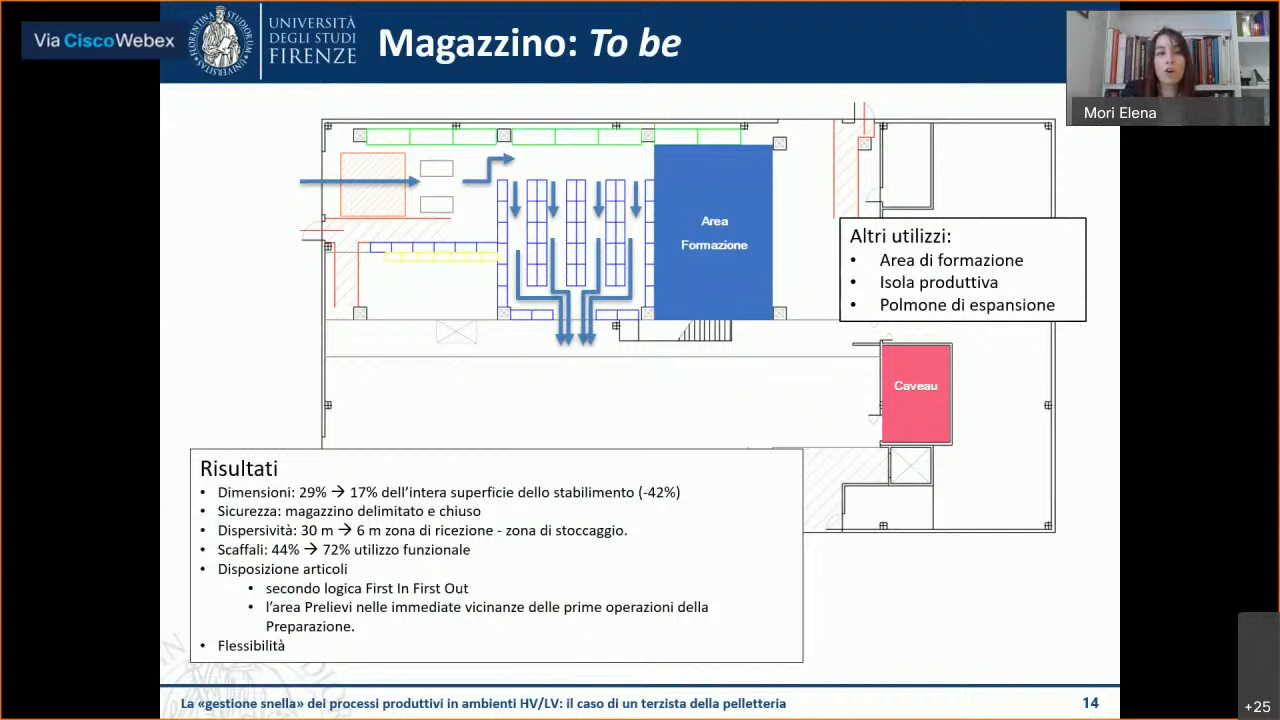 Via Cisco Webex
UNIVERSITÀ
DEGLI STUDI
FIRENZE
Magazzino: To be
Mori Elena
Area
Formazione
Altri utilizzi:
• Area di formazione
• Isola produttiva
• Polmone di espansione
Caveau
Risultati
• Dimensioni: 29% → 17% dell'intera superficie dello stabilimento (-42%)
• Sicurezza: magazzino delimitato e chiuso
• Dispersività: 30 m → 6 m zona di ricezione - zona di stoccaggio.
• Scaffali: 44% → 72% utilizzo funzionale
• Disposizione articoli
• secondo logica First In First Out
• l'area Prelievi nelle immediate vicinanze delle prime operazioni della
Preparazione.
• Flessibilità
La «gestione snella» dei processi produttivi in ambienti HV/LV: il caso di un terzista della pelletteria
14
+25